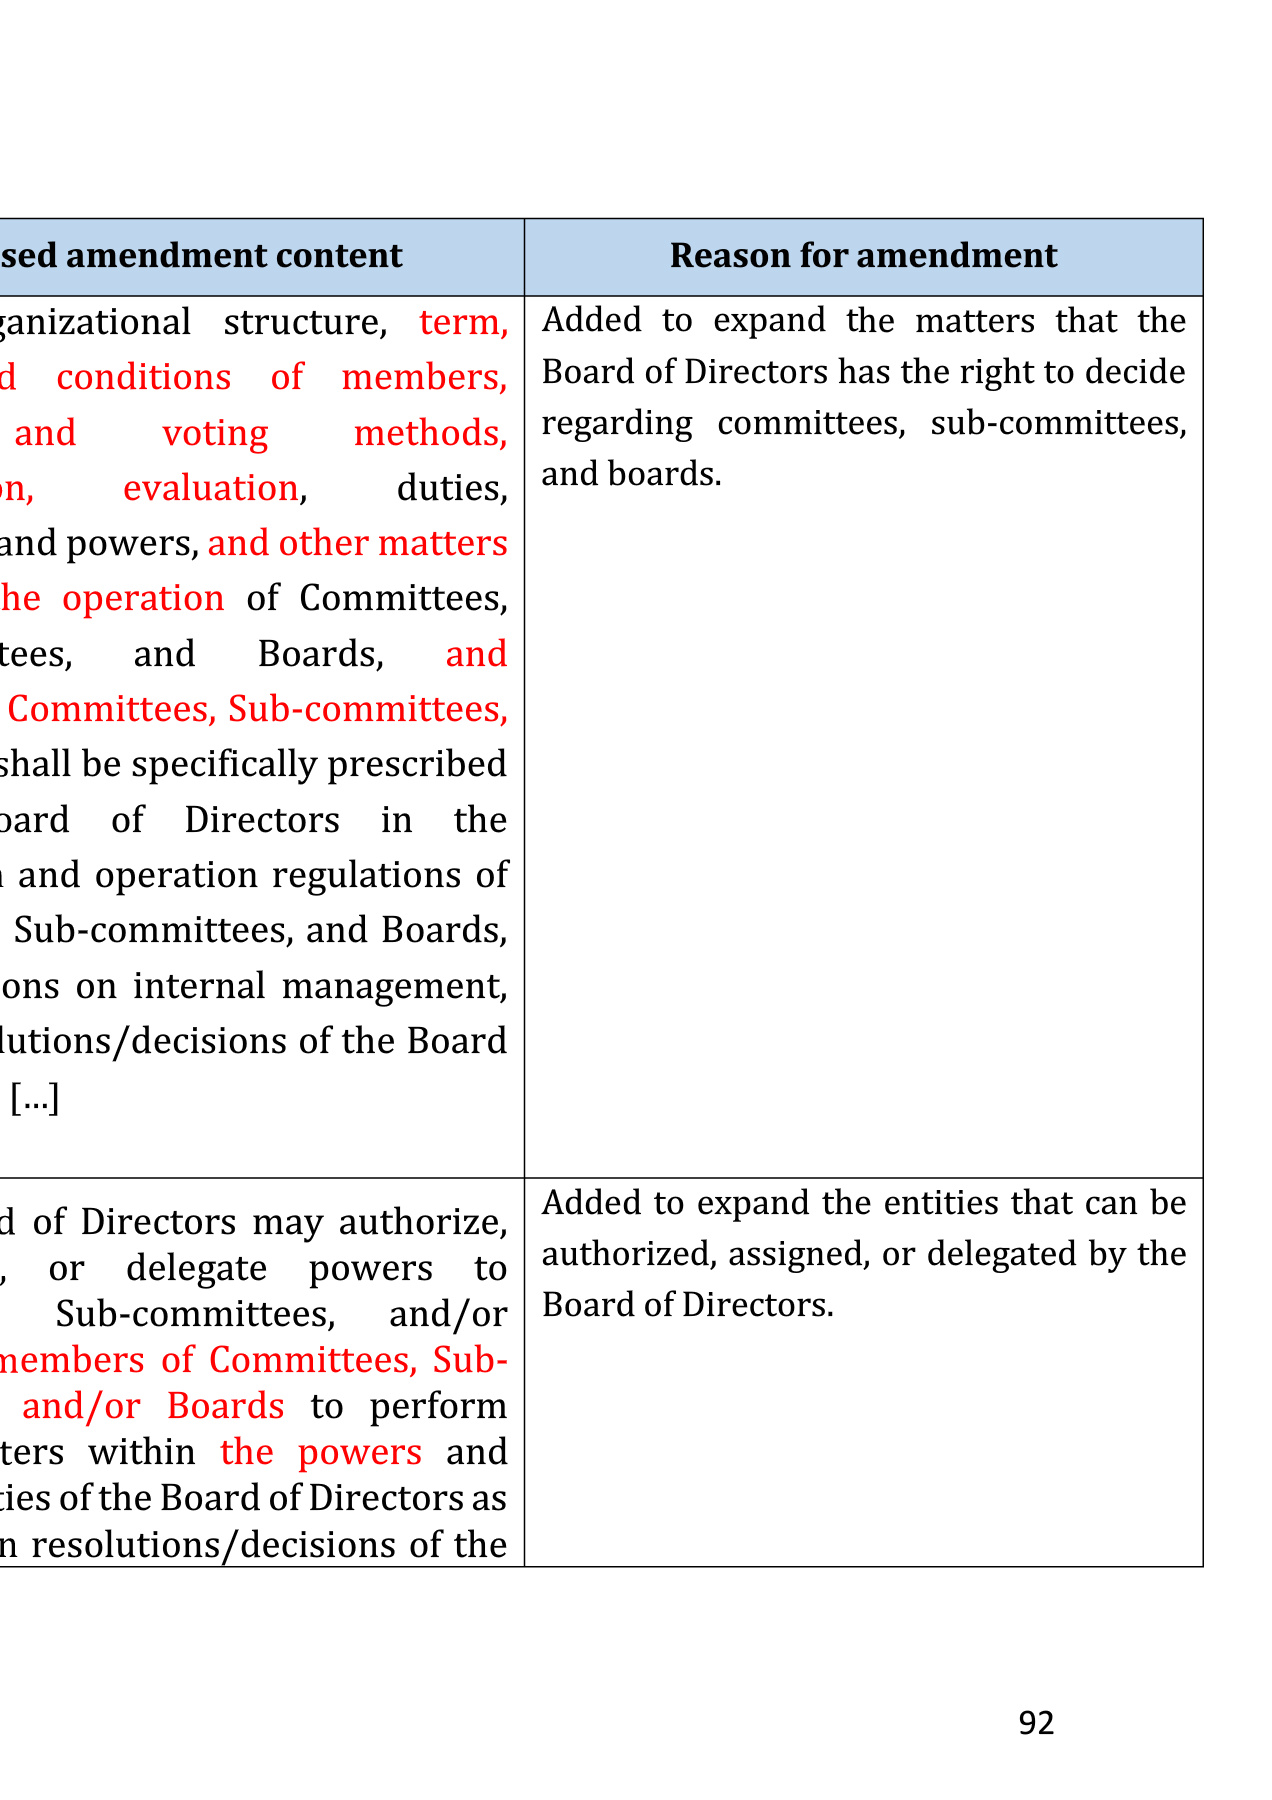 sed amendment content
Reason for amendment
ganizational structure, term,
d conditions of members,
and voting methods,
on, evaluation, duties,
and powers, and other matters
he operation of Committees,
tees, and Boards, and
Committees, Sub-committees,
shall be specifically prescribed
oard of Directors in the
n and operation regulations of
Sub-committees, and Boards,
ons on internal management,
lutions/decisions of the Board
[...]
Added to expand the matters that the
Board of Directors has the right to decide
regarding committees, sub-committees,
and boards.
d of Directors may authorize,
, or delegate powers to
Sub-committees, and/or
members of Committees, Sub-
and/or Boards to perform
ters within the powers and
ties of the Board of Directors as
n resolutions/decisions of the
Added to expand the entities that can be
authorized, assigned, or delegated by the
Board of Directors.
92